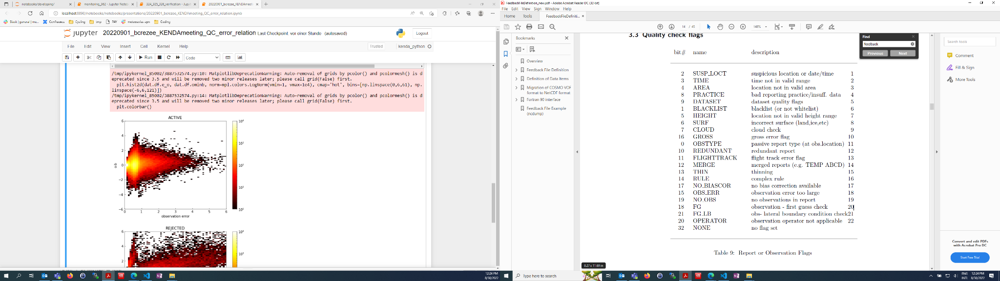 notebooks/developing/
monitoring_362 - Jupyter Noteb
324_325_326_verification - Jupyt
20220901_bcrezee_KENDAmeeti
localhost:8890/notebooks/notebooks/presentations/20220901_bcrezee_KENDAmeeting_QC_error_relation.ipynb
Slack | general | me...
Confluence
Cycling
tmp
PAY
meteoswiss-apn
Coding
jupyter 20220901_bcrezee_KENDAmeeting_QC_error_relation Last Checkpoint: vor einer Stunde (autosaved)
Logout
File Edit View Insert Cell Kernel Help
Trusted
kenda_python
Run
Code
/tmp/ipykernel_85002/3887532574.py:10: MatplotlibDeprecationWarning: Auto-removal of grids by pcolor() and pcolormesh() is d
eprecated since 3.5 and will be removed two minor releases later; please call grid(False) first.
plt.hist2d(dat.df.e_o, dat.df.ominb, norm=mpl.colors.LogNorm(vmin=1, vmax=1e4), cmap='hot', bins=[np.linspace(0,6,61), np.
linspace(-6,6,121)])
/tmp/ipykernel_85002/3887532574.py:14: MatplotlibDeprecationWarning: Auto-removal of grids by pcolor() and pcolormesh() is d
eprecated since 3.5 and will be removed two minor releases later; please call grid(False) first.
plt.colorbar()
ACTIVE
6
4
2
0
−2
−4
−6
o-b
0 1 2 3 4 5 6
observation error
REJECTED
6
4
2
12:24 PM
8/30/2022
FeedbackFileDefinition_new.pdf - Adobe Acrobat Reader DC (32-bit)
File Edit View Sign Window Help
Home Tools FeedbackFileDefiniti...
14 / 45
148%
Bookmarks
Overview
Feedback File Definition
Definition of Data Items
Migration of COSMO VOF
format to NetCDF format
Fortran 90 interface
Feedback File Example
(ncdump)
3.3 Quality check flags
bit# name description
2 SUSP_LOCT suspicious location or date/time 1
3 TIME time not in valid range 2
4 AREA location not in valid area 3
8 PRACTICE bad reporting practice/insuff. data 4
9 DATASET dataset quality flags 5
1 BLACKLIST blacklist (or not whitelist) 6
5 HEIGHT location not in valid height range 7
6 SURF incorrect surface (land,ice,etc) 8
7 CLOUD cloud check 9
16 GROSS gross error flag 10
0 OBSTYPE passive report type (at obs.location) 11
10 REDUNDANT redundant report 12
11 FLIGHTTRACK flight track error flag 13
12 MERGE merged reports (e.g. TEMP ABCD) 14
13 THIN thinning 15
14 RULE complex rule 16
17 NO_BIASCOR no bias correction available 17
15 OBS_ERR observation error too large 18
19 NO_OBS no observations in report 19
18 FG observation - first guess check 20
21 FG_LB obs- lateral boundary condition check 21
20 OPERATOR observation operator not applicable 22
32 NONE no flag set
Table 9: Report or Observation Flags
8.27 x 11.69 in
Find
feedback
Previous
Next
Search tools
Comment
Fill & Sign
More Tools
Convert and edit PDFs
with Acrobat Pro DC
Start Free Trial
Type here to search
ENG
INTL
12:24 PM
8/30/2022